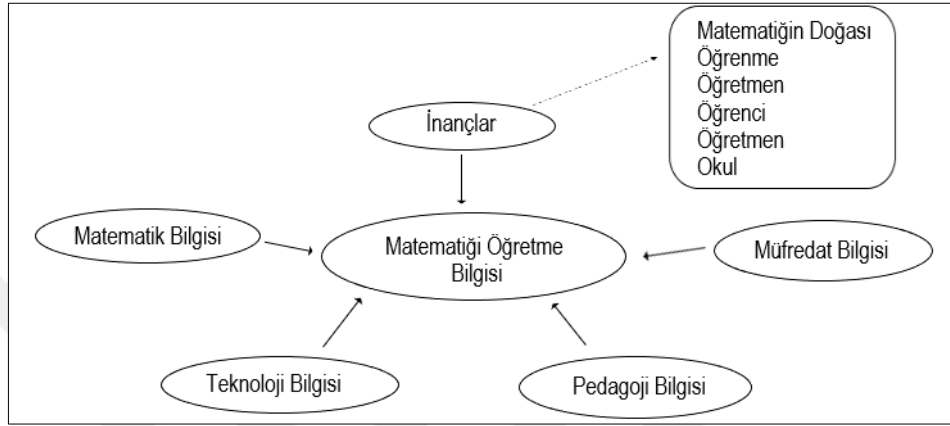 Matematiğin Doğası
Öğrenme
Öğretmen
Öğrenci
Öğretmen
Okul
İnançlar
Matematik Bilgisi
Matematiği Öğretme
Bilgisi
Müfredat Bilgisi
Teknoloji Bilgisi
Pedagoji Bilgisi